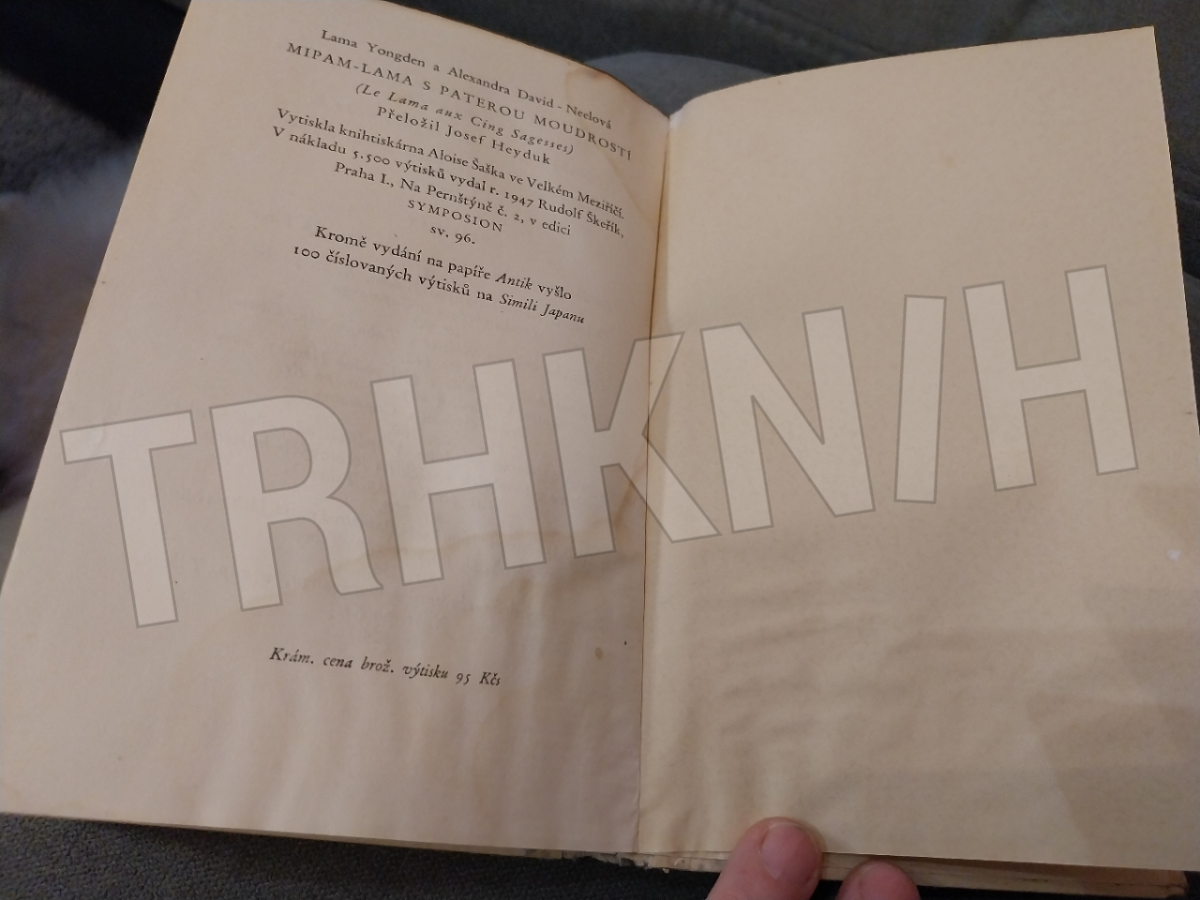 Lama Yongden a Alexandra David - Neelová
MIPAM-LAMA S PATEROU MOUDROSTI
(Le Lama aux Cing Sagesses)
Přeložil Josef Heyduk
Vytiskla knihtiskárna Aloise Šaška ve Velkém Meziříčí.
V nákladu 5.500 výtisků vydal r. 1947 Rudolf Škeřík,
Praha I., Na Pernštýně č. 2, v edici
SYMPOSION
sv. 96.
Kromě vydání na papíře Antik vyšlo
100 číslovaných výtisků na Simili Japanu
TRHKNIH
Krám. cena brož. výtisku 95 Kčs